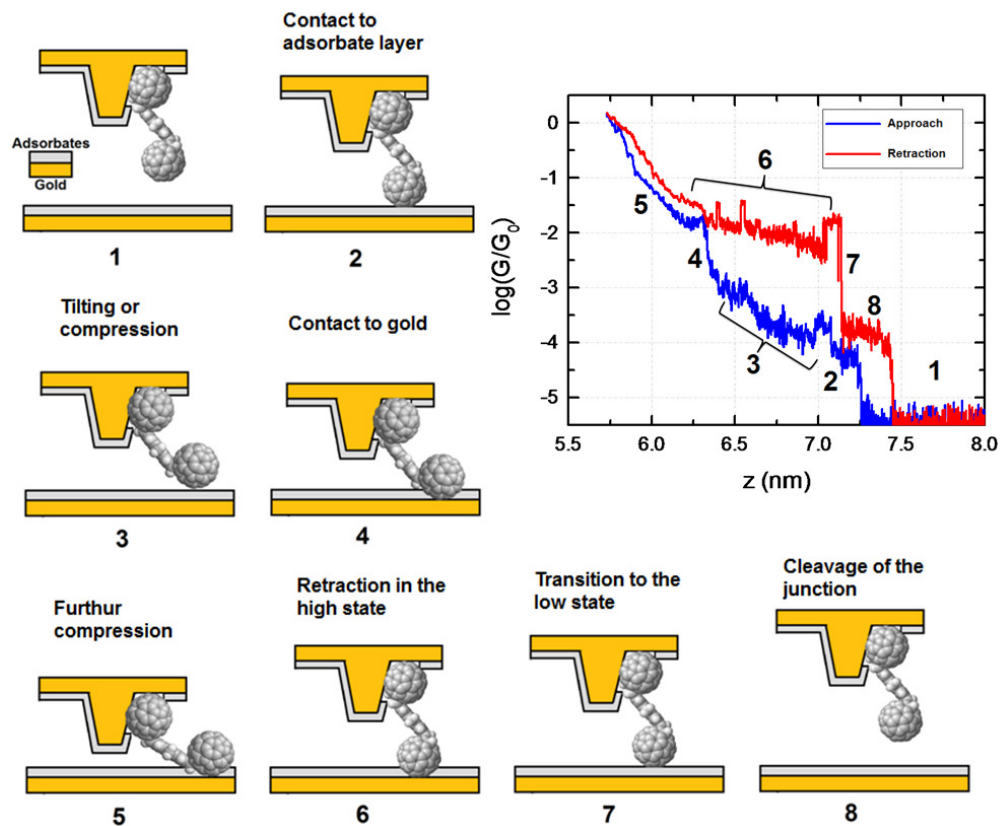 Contact to
adsorbate layer
Adsorbates
Gold
1
2
Tilting or
compression
Contact to gold
3
4
Furthur
compression
Retraction in the
high state
Transition to the
low state
Cleavage of the
junction
5
6
7
8
Approach
Retraction
log(G/G0)
0
-1
-2
-3
-4
-5
5.5
6.0
6.5
7.0
7.5
8.0
z (nm)
6
5
4
7
8
3
2
1